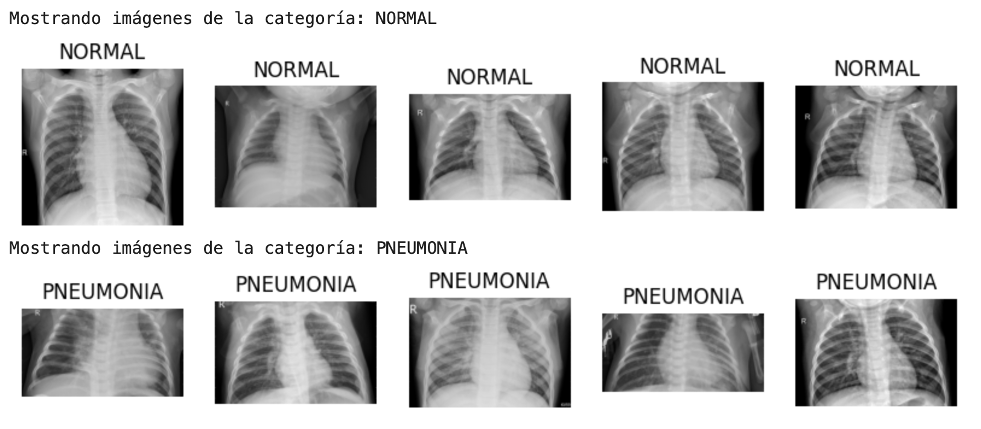 Mostrando imágenes de la categoría: NORMAL
NORMAL NORMAL NORMAL NORMAL NORMAL
R R R R R
Mostrando imágenes de la categoría: PNEUMONIA
PNEUMONIA PNEUMONIA PNEUMONIA PNEUMONIA PNEUMONIA
R R R R